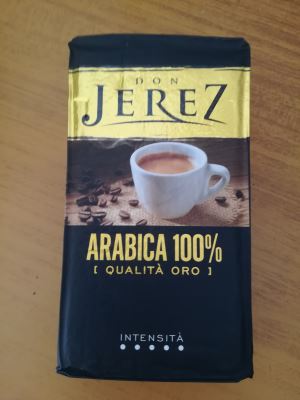 DON
JEREZ
ARABICA 100%
[ QUALITÀ ORO ]
INTENSITÀ